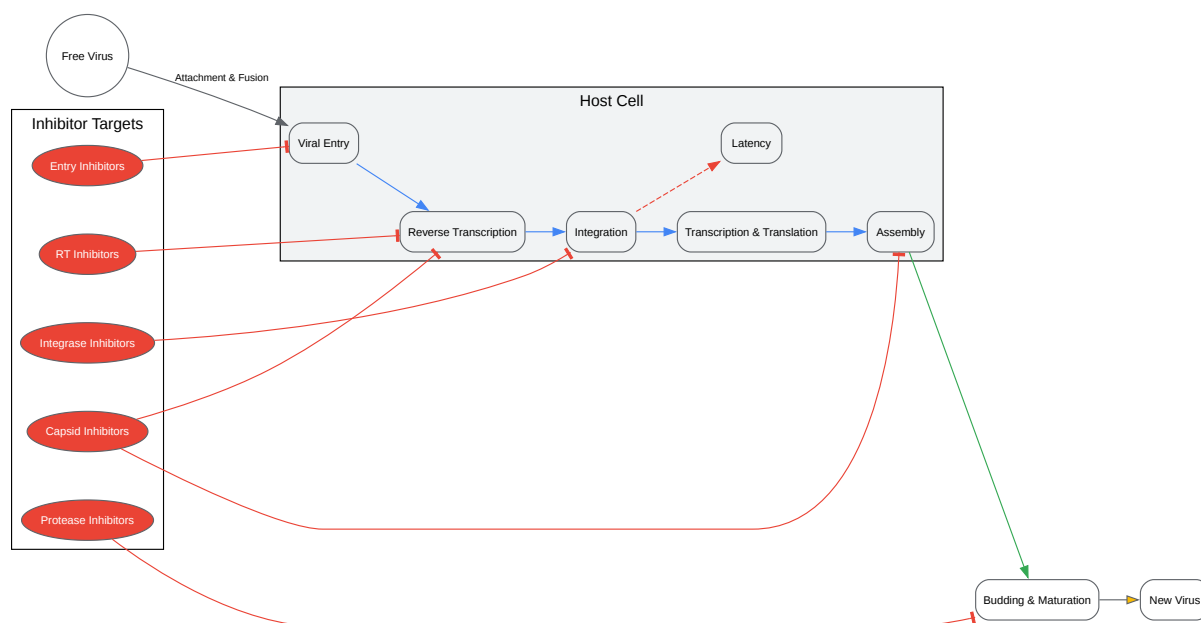 Free Virus
Attachment & Fusion
Host Cell
Inhibitor Targets
Viral Entry
Latency
Entry Inhibitors
Reverse Transcription
Integration
Transcription & Translation
Assembly
RT Inhibitors
Integrase Inhibitors
Capsid Inhibitors
Protease Inhibitors
Budding & Maturation
New Virus